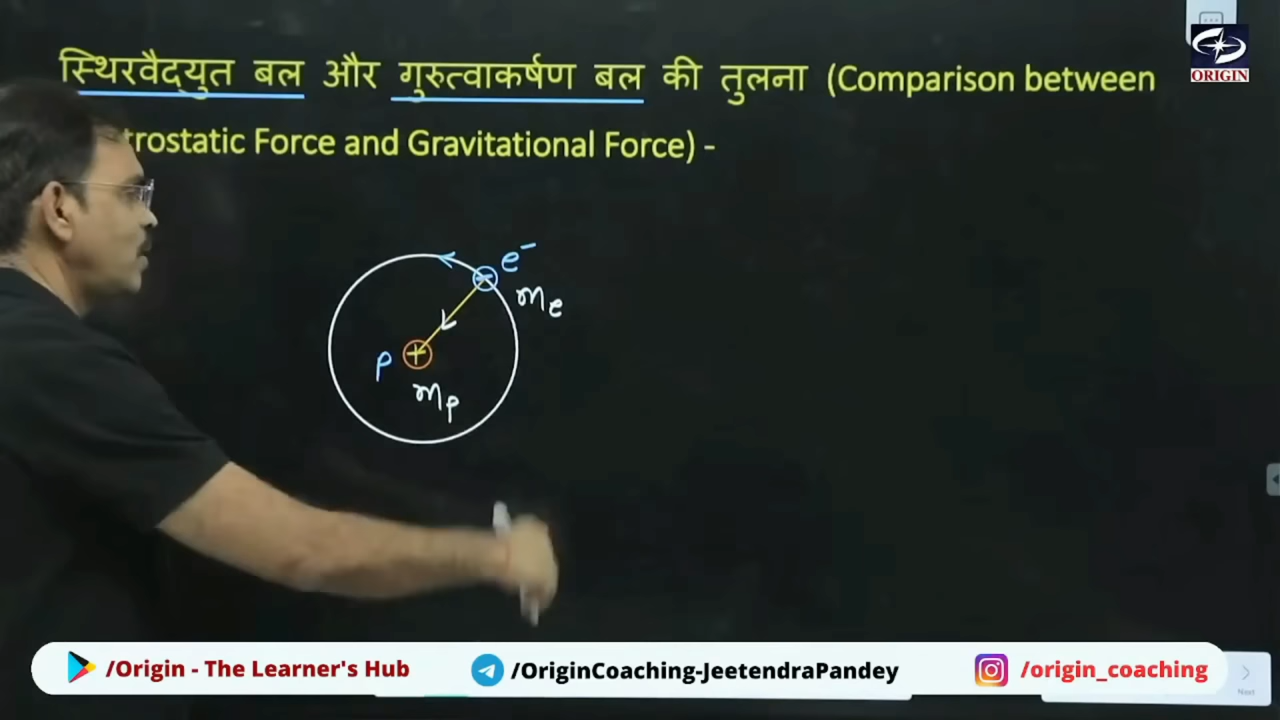 स्थिरवैद्युत बल और गुरुत्वाकर्षण बल की तुलना (Comparison between
trostatic Force and Gravitational Force) -
ORIGIN
e⁻
mₑ
P
mₚ
/Origin - The Learner's Hub
/OriginCoaching-JeetendraPandey
/origin_coaching
Next